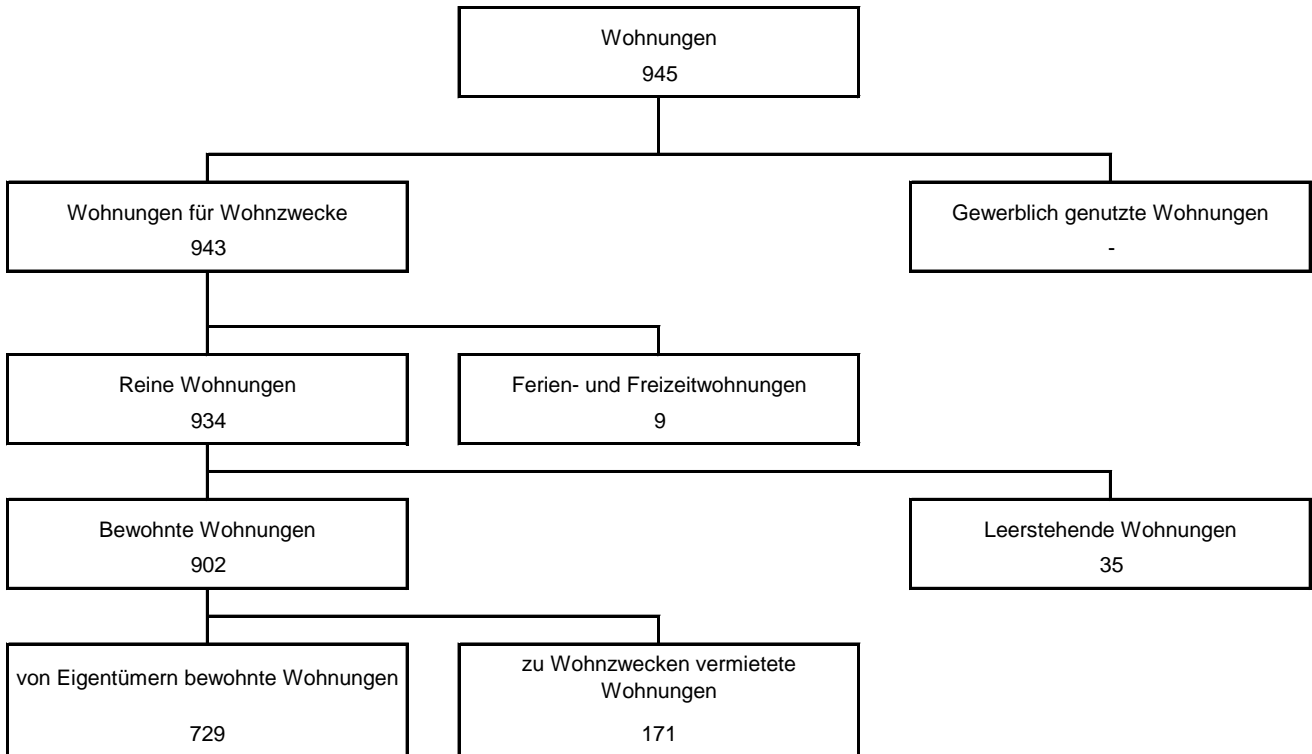 Wohnungen
945
Wohnungen für Wohnzwecke
943
Gewerblich genutzte Wohnungen
-
Reine Wohnungen
934
Ferien- und Freizeitwohnungen
9
Bewohnte Wohnungen
902
Leerstehende Wohnungen
35
von Eigentümern bewohnte Wohnungen
729
zu Wohnzwecken vermietete
Wohnungen
171